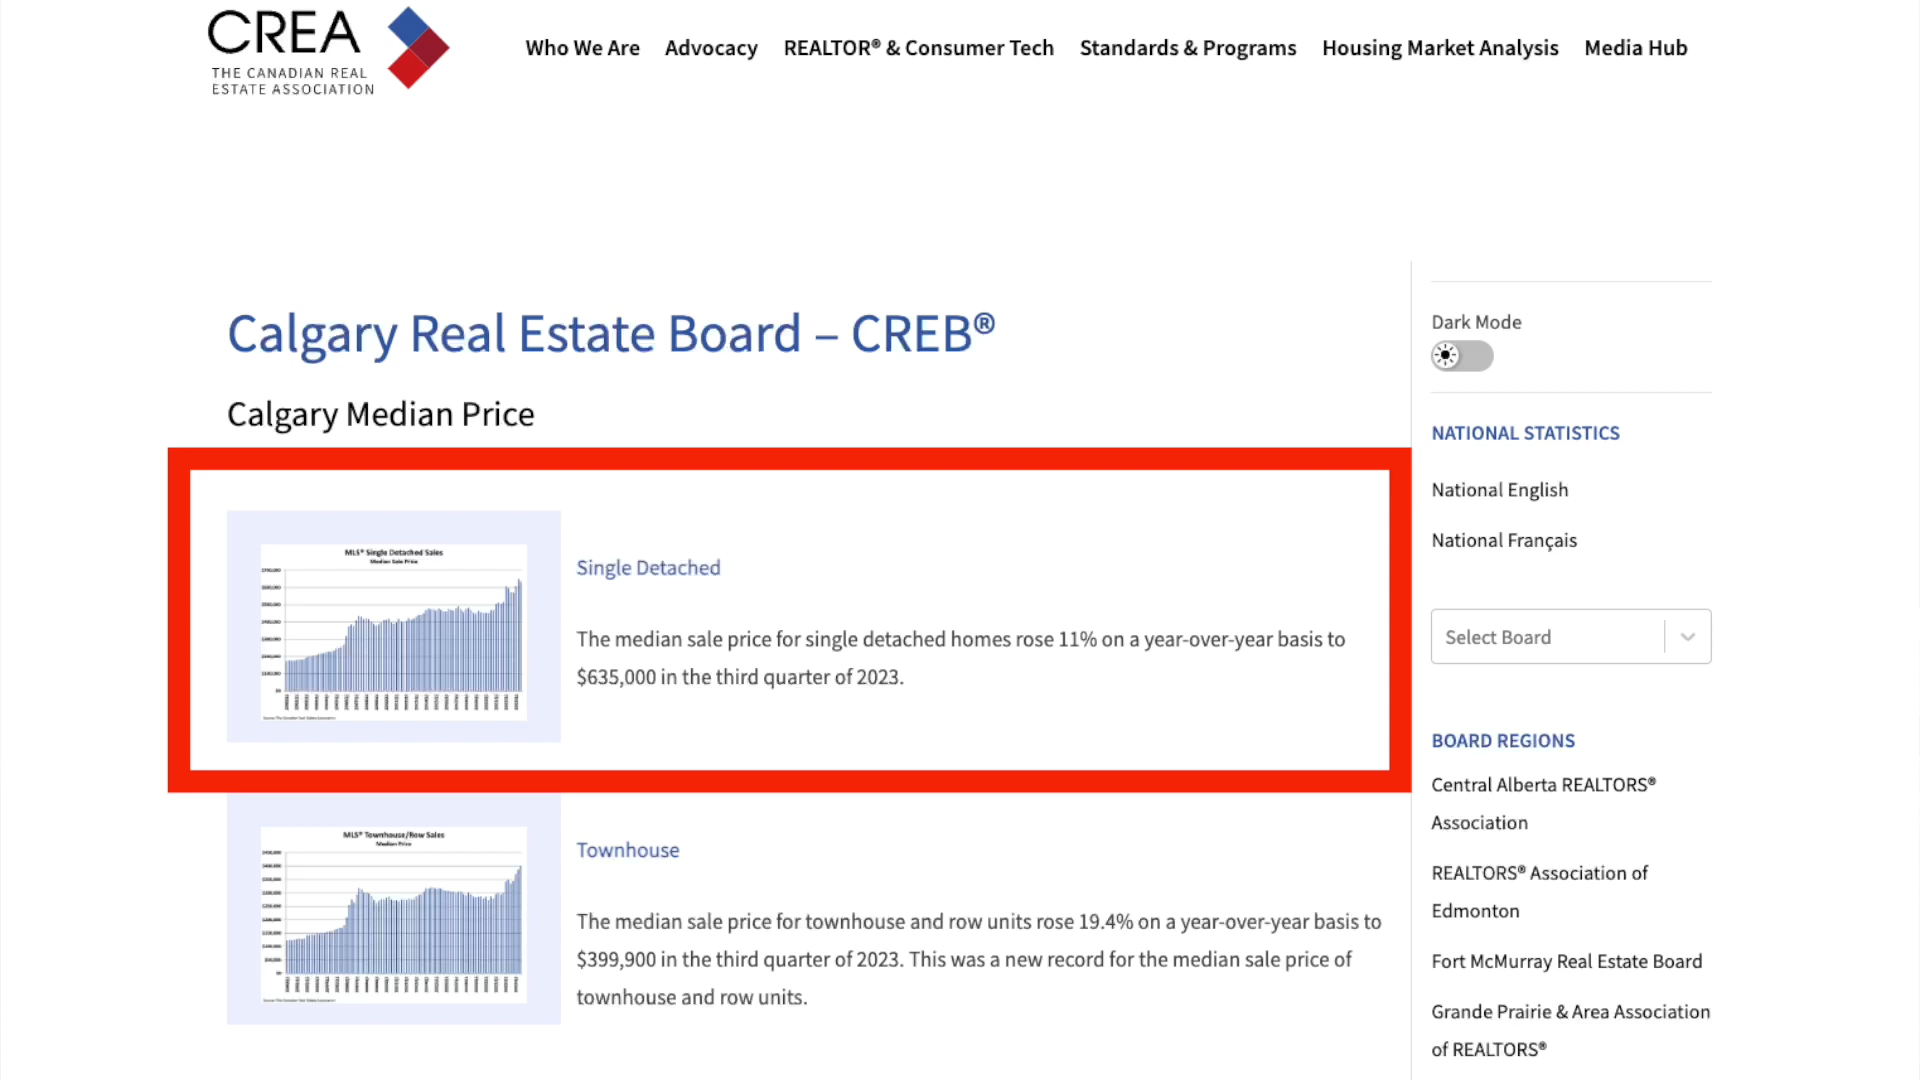 CREA
THE CANADIAN REAL
ESTATE ASSOCIATION
Who We Are
Advocacy
REALTOR® & Consumer Tech
Standards & Programs
Housing Market Analysis
Media Hub
Calgary Real Estate Board – CREB®
Calgary Median Price
MLS® Single Detached Sales
Median Sale Price
Single Detached
The median sale price for single detached homes rose 11% on a year-over-year basis to
$635,000 in the third quarter of 2023.
MLS® Townhouse/Row Sales
Median Price
Townhouse
The median sale price for townhouse and row units rose 19.4% on a year-over-year basis to
$399,900 in the third quarter of 2023. This was a new record for the median sale price of
townhouse and row units.
Dark Mode
NATIONAL STATISTICS
National English
National Français
Select Board
BOARD REGIONS
Central Alberta REALTORS®
Association
REALTORS® Association of
Edmonton
Fort McMurray Real Estate Board
Grande Prairie & Area Association
of REALTORS®